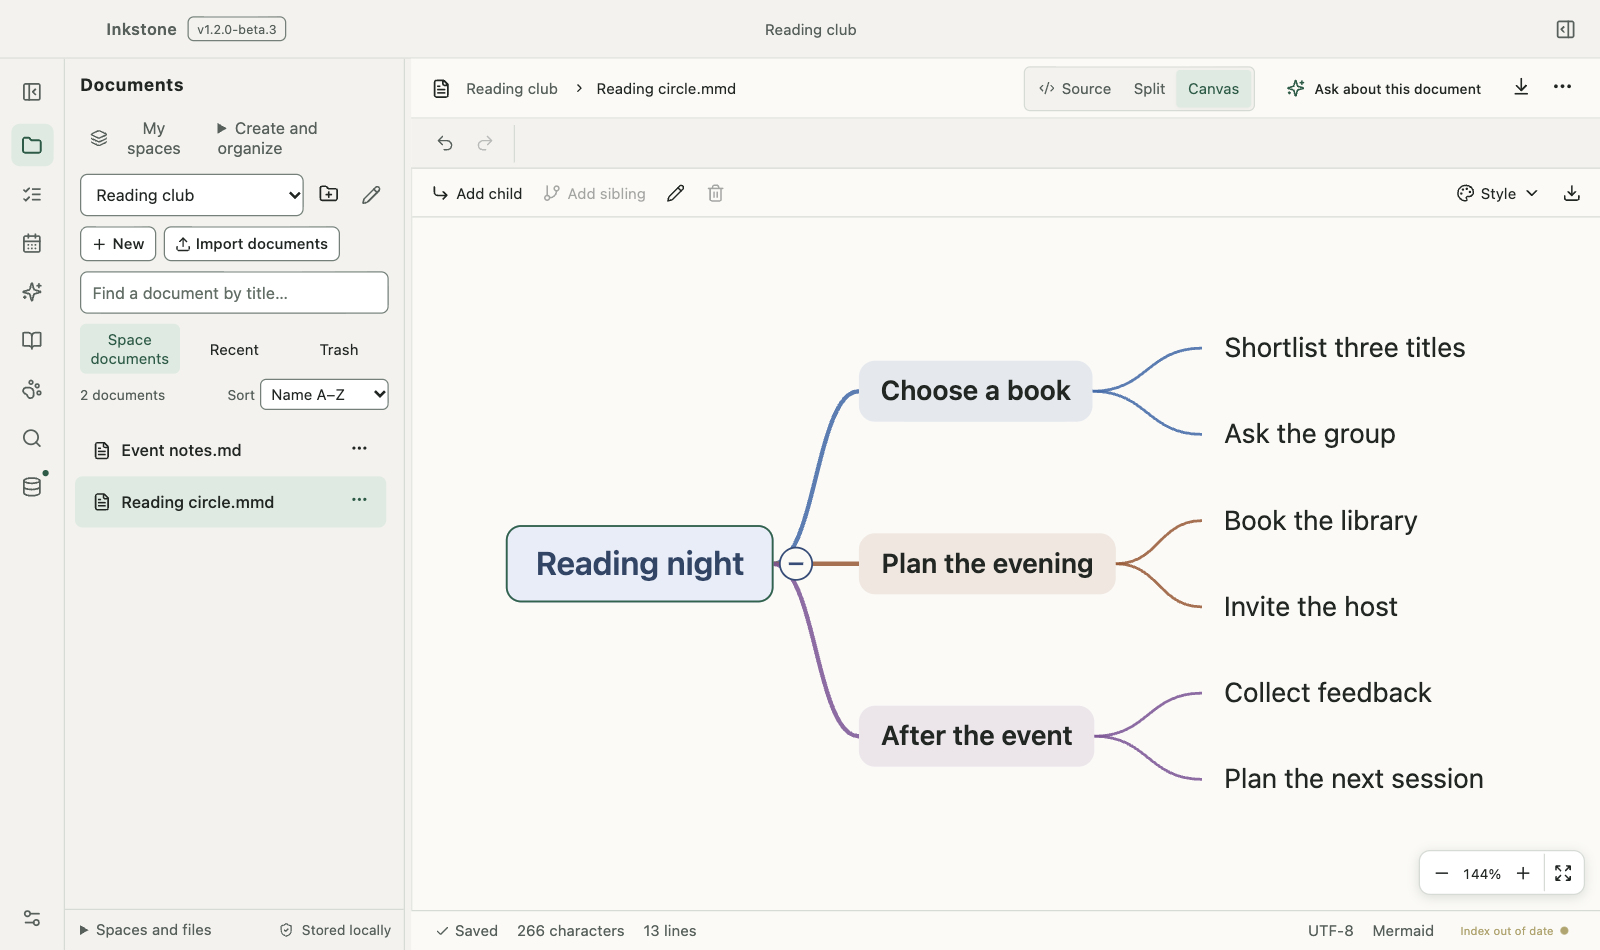 Inkstone v1.2.0-beta.3
Reading club
Documents
My spaces
Create and organize
Reading club
New
Import documents
Find a document by title...
Space documents
Recent
Trash
2 documents
Sort
Name A–Z
Event notes.md
Reading circle.mmd
Spaces and files
Stored locally
Reading club
Reading circle.mmd
Source
Split
Canvas
Ask about this document
Add child
Add sibling
Style
Reading night
Choose a book
Shortlist three titles
Ask the group
Plan the evening
Book the library
Invite the host
After the event
Collect feedback
Plan the next session
144%
Saved
266 characters
13 lines
UTF-8
Mermaid
Index out of date